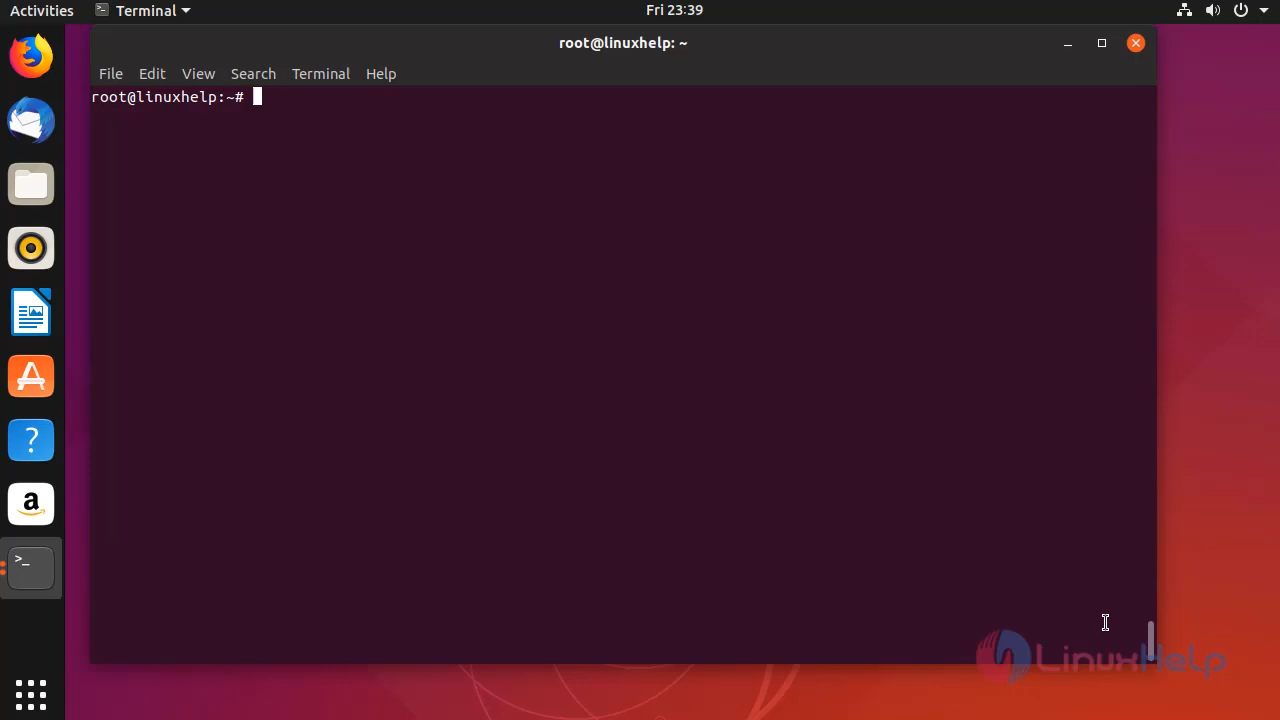 Activities
Terminal
Fri 23:39
root@linuxhelp: ~
File Edit View Search Terminal Help
root@linuxhelp:~#
LinuxHelp